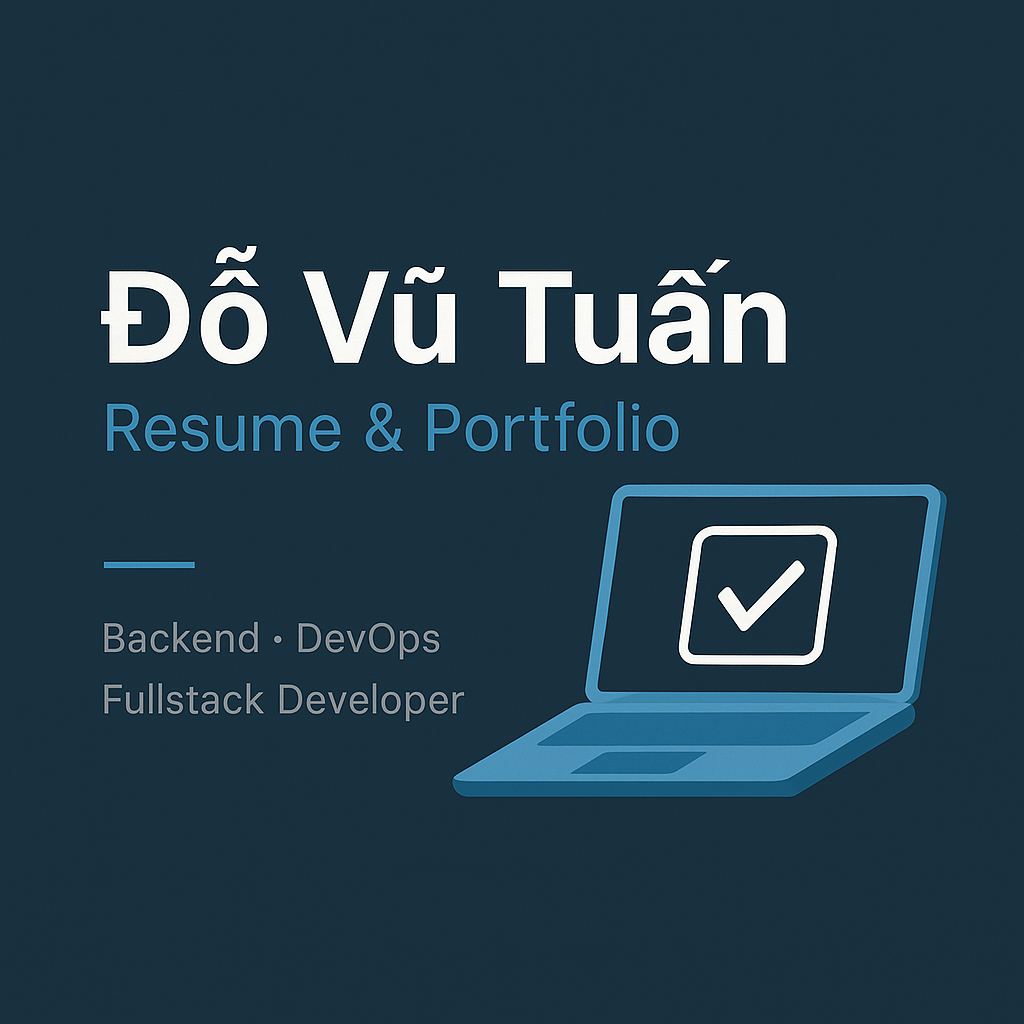 Đỗ Vũ Tuấn
Resume & Portfolio
Backend • DevOps
Fullstack Developer